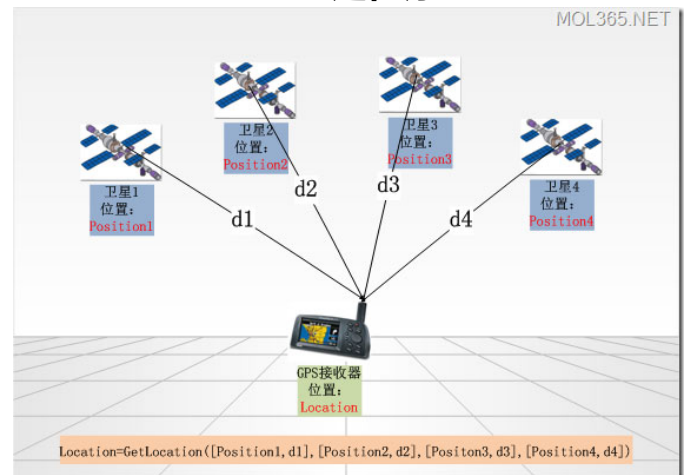 MOL365.NET
卫星2
位置:
Position2
卫星3
位置:
Position3
卫星1
位置:
Position1
卫星4
位置:
Position4
d1
d2
d3
d4
GPS接收器
位置:
Location
Location=GetLocation([Position1,d1],[Position2,d2],[Positon3,d3],[Position4,d4])